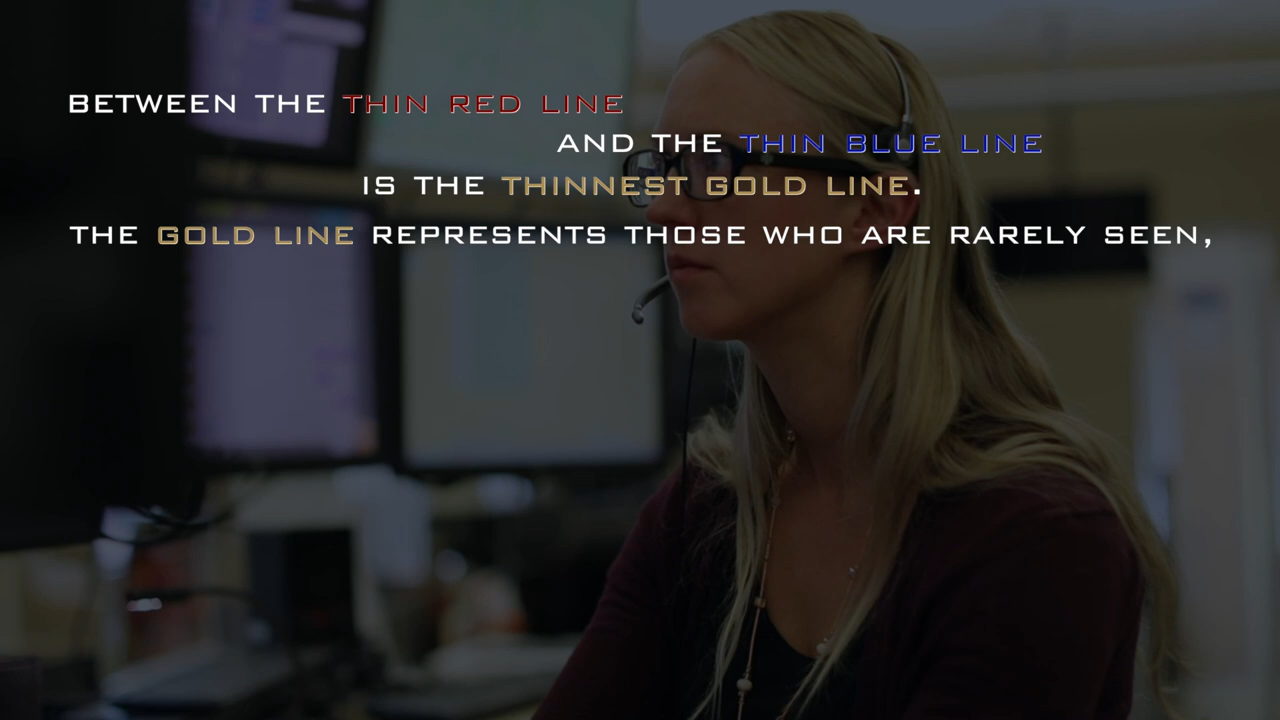 BETWEEN THE THIN RED LINE
AND THE THIN BLUE LINE
IS THE THINNEST GOLD LINE.
THE GOLD LINE REPRESENTS THOSE WHO ARE RARELY SEEN,